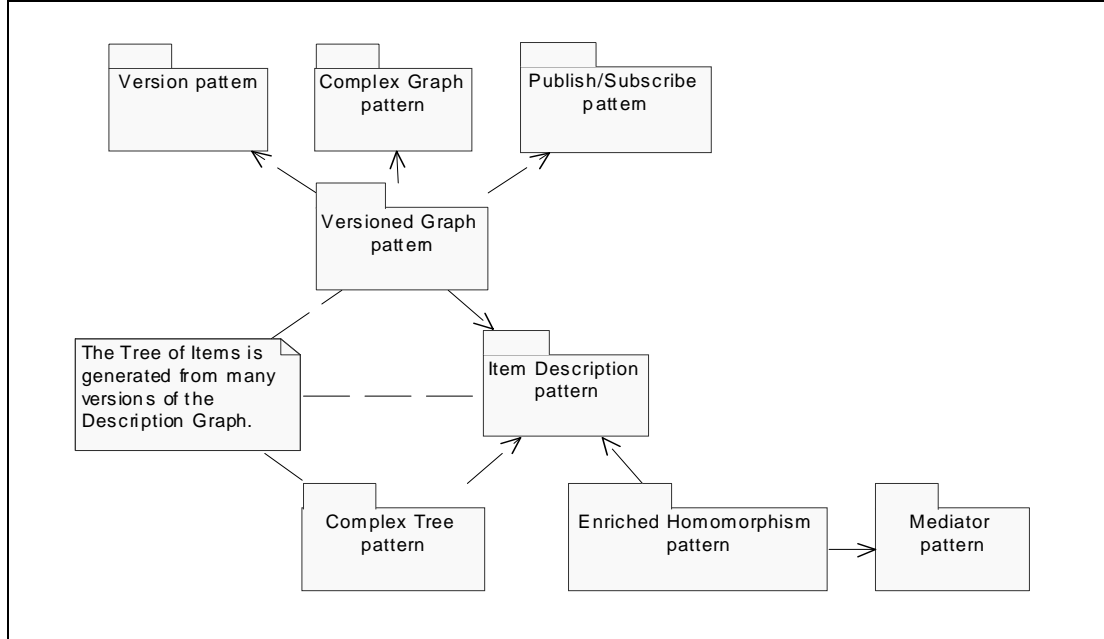 Version pattern
Complex Graph
pattern
Publish/Subscribe
pattern
Versioned Graph
pattern
The Tree of Items is
generated from many
versions of the
Description Graph.
Item Description
pattern
Complex Tree
pattern
Enriched Homomorphism
pattern
Mediator
pattern